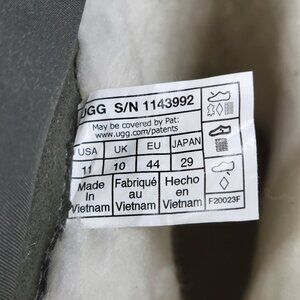 UGG S/N 1143992
May be covered by Pat:
www.ugg.com/patents
USA UK EU JAPAN
11 10 44 29
Made Fabriqué Hecho
In au en
Vietnam Vietnam Vietnam
F20023F